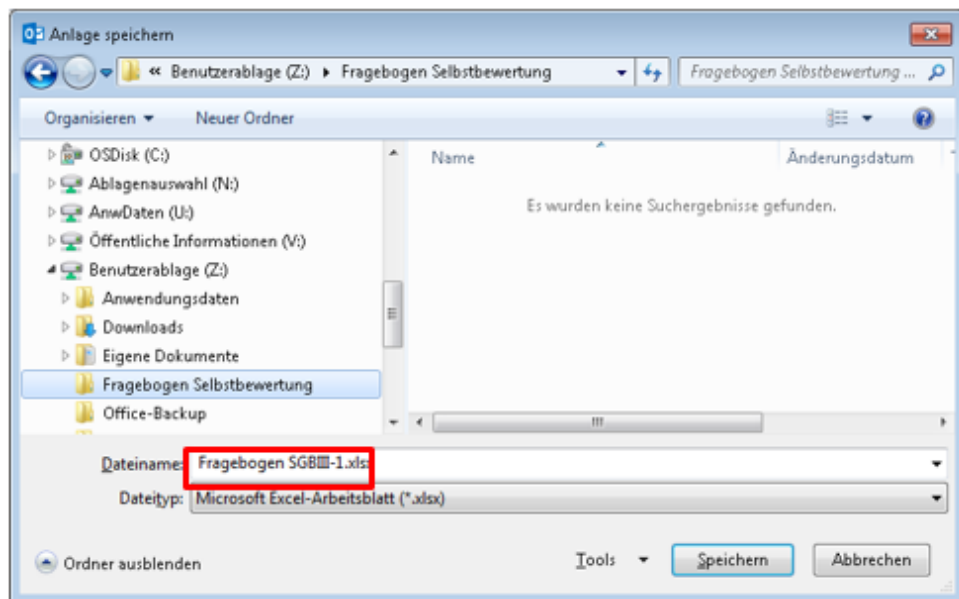 Anlage speichern
« Benutzerablage (Z:) Fragebogen Selbstbewertung Fragebogen Selbstbewertung ...
Organisieren Neuer Ordner
OSDisk (C:)
Ablagenauswahl (N:)
AnwDaten (U:)
Öffentliche Informationen (V:)
Benutzerablage (Z:)
Anwendungsdaten
Downloads
Eigene Dokumente
Fragebogen Selbstbewertung
Office-Backup
Name Änderungsdatum
Es wurden keine Suchergebnisse gefunden.
Dateiname: Fragebogen SGBIII-1.xlsx
Dateityp: Microsoft Excel-Arbeitsblatt (*.xlsx)
Ordner ausblenden Tools Speichern Abbrechen